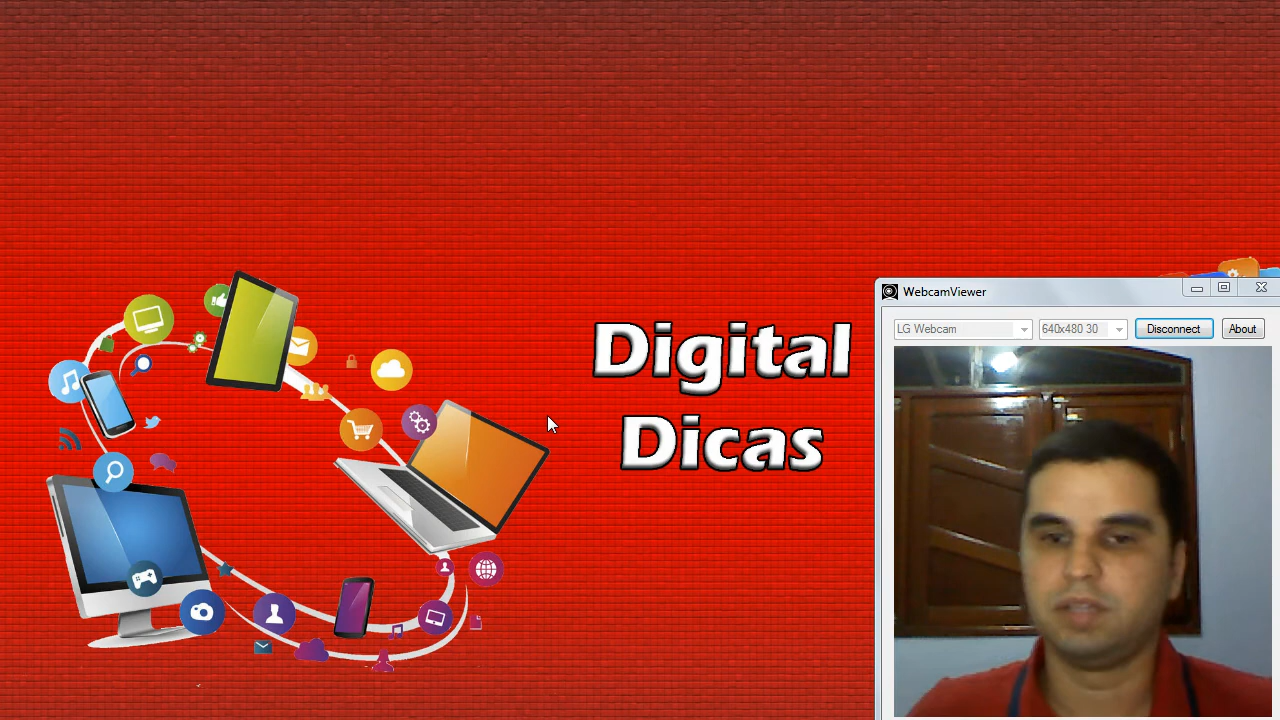 Digital
Dicas
WebcamViewer
LG Webcam
640x480 30
Disconnect
About